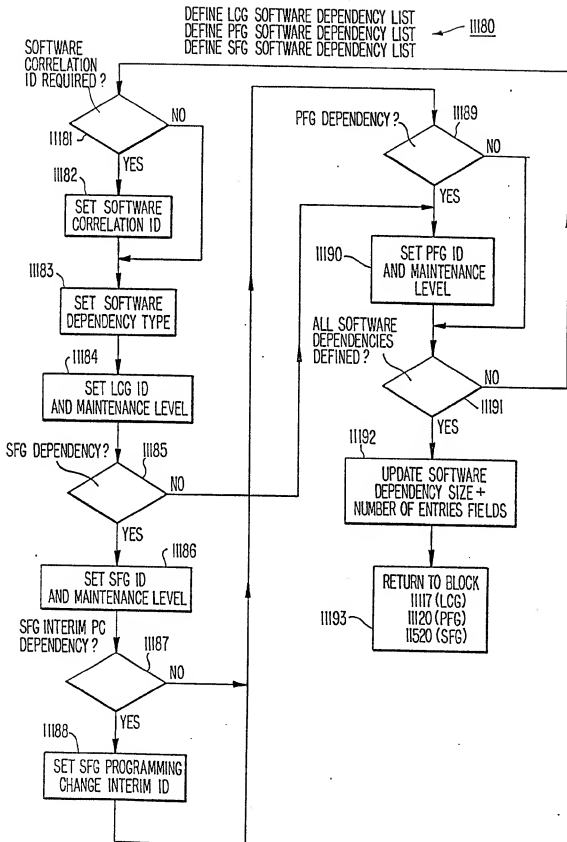 DEFINE LCG SOFTWARE DEPENDENCY LIST
DEFINE PFG SOFTWARE DEPENDENCY LIST
DEFINE SFG SOFTWARE DEPENDENCY LIST
11180
SOFTWARE
CORRELATION
ID REQUIRED?
11181
NO
YES
11182
SET SOFTWARE
CORRELATION ID
11183
SET SOFTWARE
DEPENDENCY TYPE
11184
SET LCG ID
AND MAINTENANCE LEVEL
SFG DEPENDENCY?
11185
NO
YES
11186
SET SFG ID
AND MAINTENANCE LEVEL
SFG INTERIM PC
DEPENDENCY?
11187
NO
YES
11188
SET SFG PROGRAMMING
CHANGE INTERIM ID
PFG DEPENDENCY?
11189
NO
YES
11190
SET PFG ID
AND MAINTENANCE
LEVEL
ALL SOFTWARE
DEPENDENCIES
DEFINED?
NO
11191
YES
11192
UPDATE SOFTWARE
DEPENDENCY SIZE +
NUMBER OF ENTRIES FIELDS
11193
RETURN TO BLOCK
11117 (LCG)
11120 (PFG)
11520 (SFG)